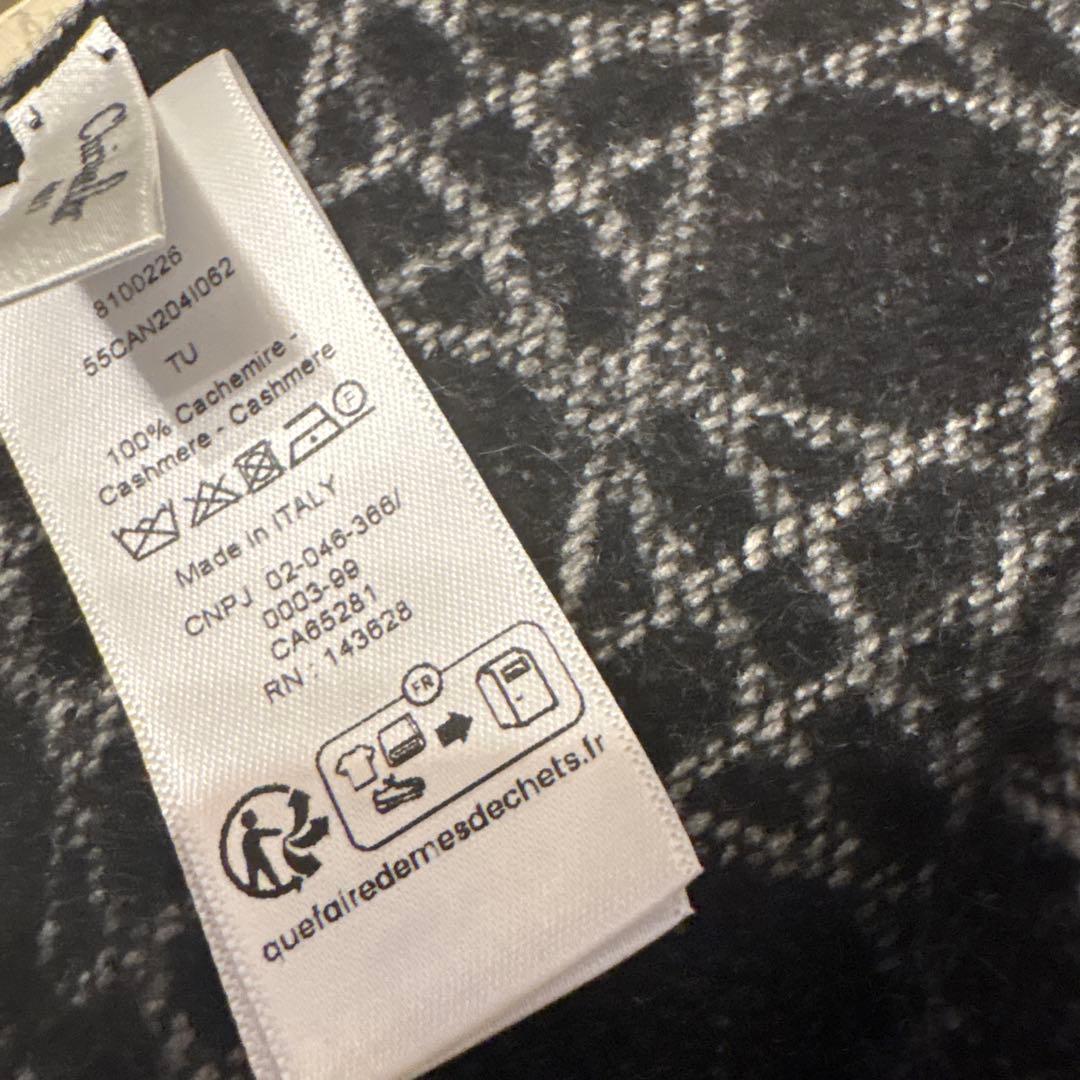 8100226
55CAN204I062
TU
100% Cachemire -
Cashmere - Cashmere
F
Made in ITALY
CNPJ 02-046-366/
0003-99
CA65281
RN : 143628
FR
quefairedemesdechets.fr